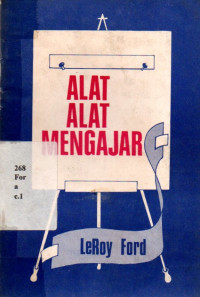 ALAT
ALAT
MENGAJAR
268
For
a
c.1
LeRoy Ford